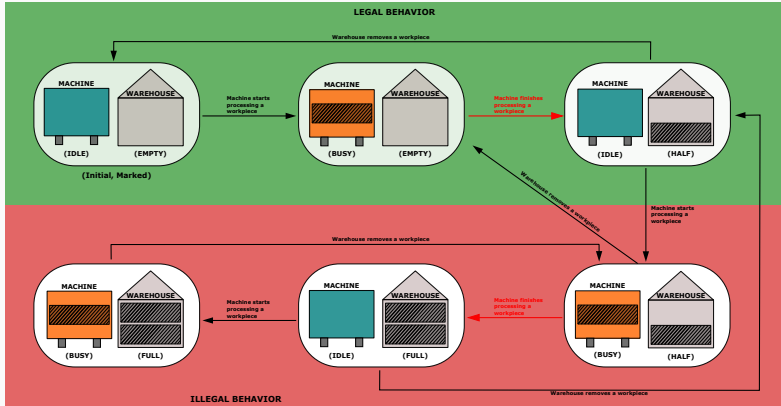 LEGAL BEHAVIOR
Warehouse removes a workpiece
MACHINE
WAREHOUSE
(IDLE)
(EMPTY)
(Initial, Marked)
Machine starts
processing a
workpiece
MACHINE
WAREHOUSE
(BUSY)
(EMPTY)
Machine finishes
processing a
workpiece
MACHINE
WAREHOUSE
(IDLE)
(HALF)
Warehouse removes a workpiece
Machine starts
processing a
workpiece
Warehouse removes a workpiece
MACHINE
WAREHOUSE
(BUSY)
(FULL)
Machine starts
processing a
workpiece
MACHINE
WAREHOUSE
(IDLE)
(FULL)
Machine finishes
processing a
workpiece
MACHINE
WAREHOUSE
(BUSY)
(HALF)
Warehouse removes a workpiece
ILLEGAL BEHAVIOR